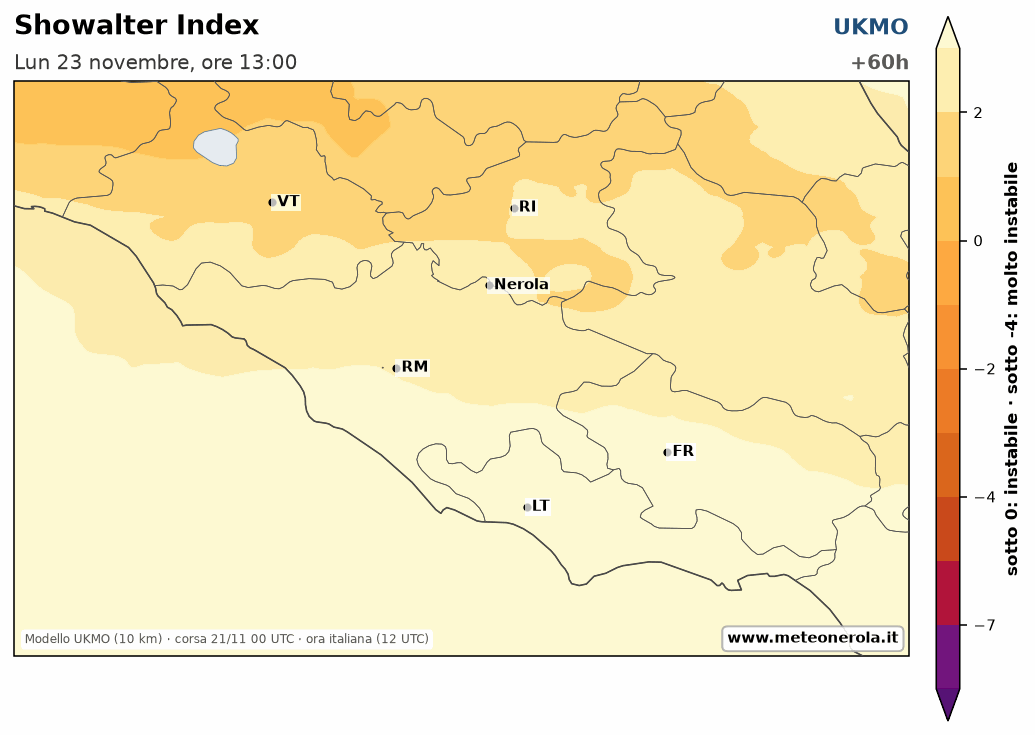 Showalter Index
UKMO
Lun 23 novembre, ore 13:00
+60h
VT
RI
Nerola
RM
FR
LT
Modello UKMO (10 km) · corsa 21/11 00 UTC · ora italiana (12 UTC)
www.meteonerola.it
2
0
−2
−4
−7
sotto 0: instabile · sotto -4: molto instabile